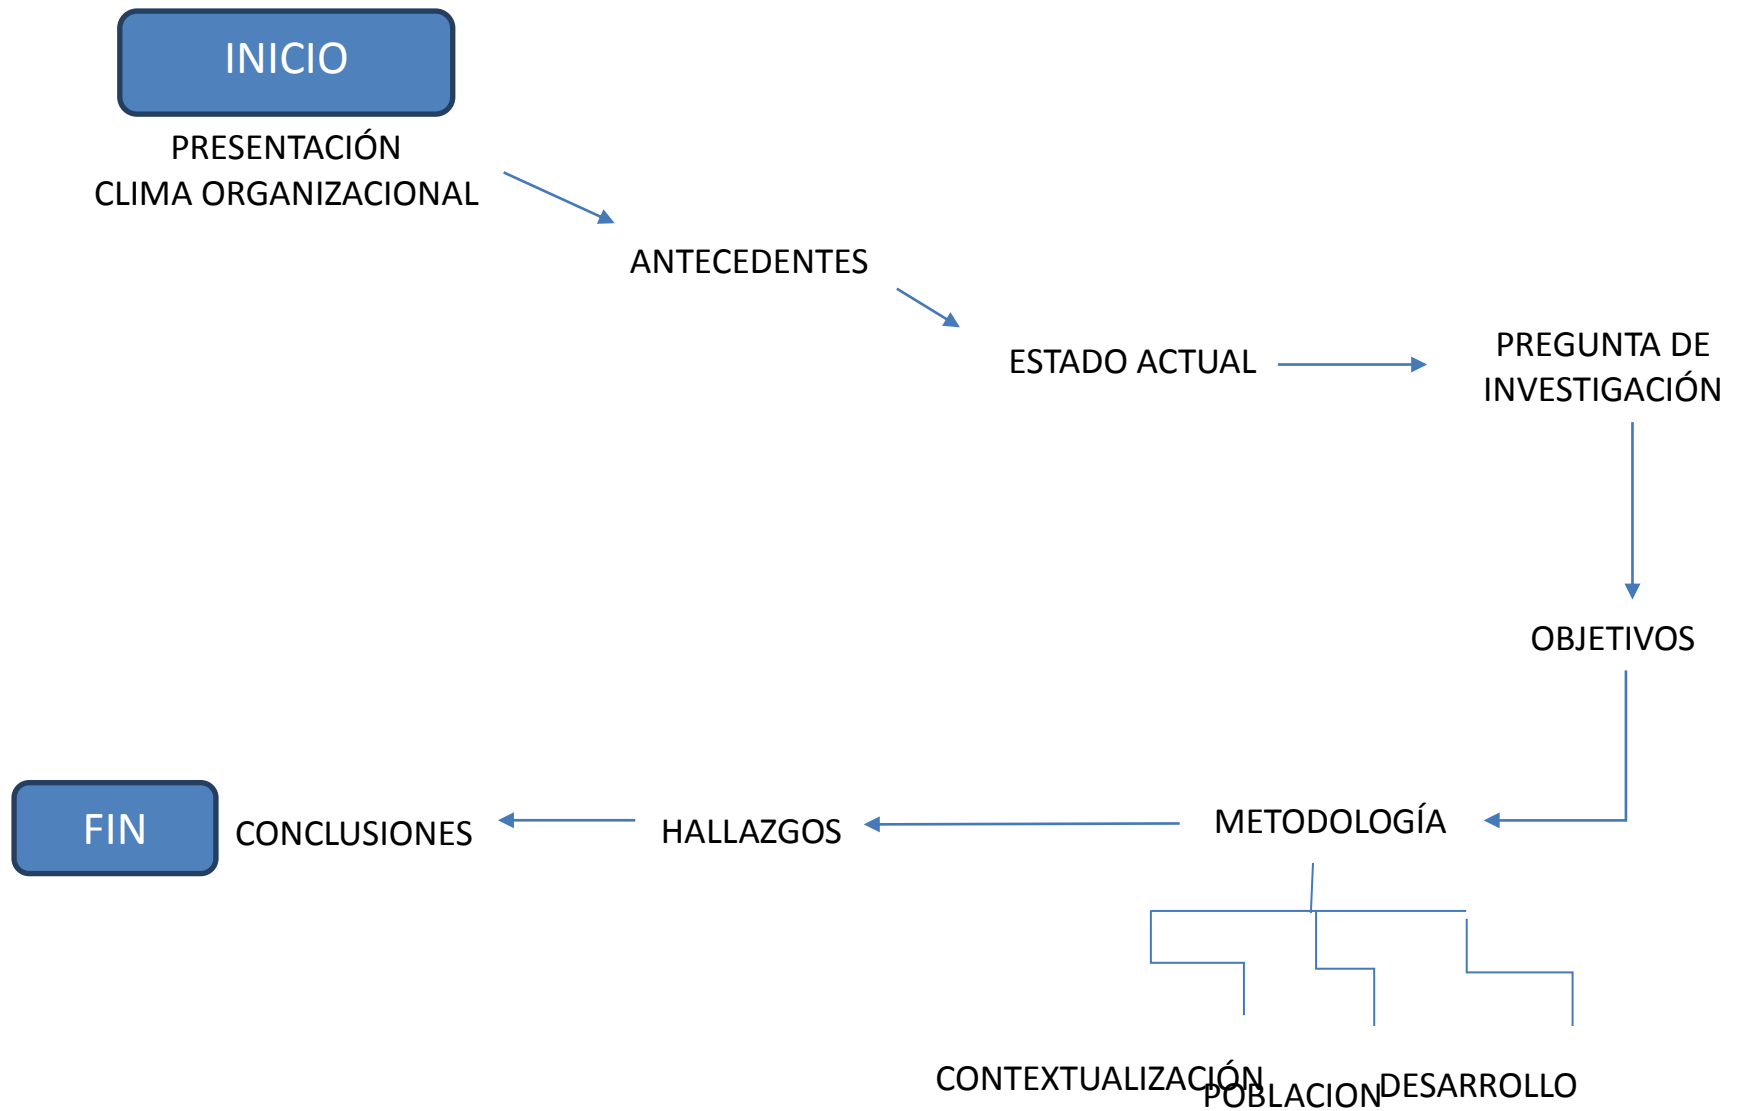 INICIO
PRESENTACIÓN
CLIMA ORGANIZACIONAL
ANTECEDENTES
ESTADO ACTUAL
PREGUNTA DE
INVESTIGACIÓN
OBJETIVOS
METODOLOGÍA
HALLAZGOS
CONCLUSIONES
FIN
CONTEXTUALIZACIÓN
POBLACION
DESARROLLO